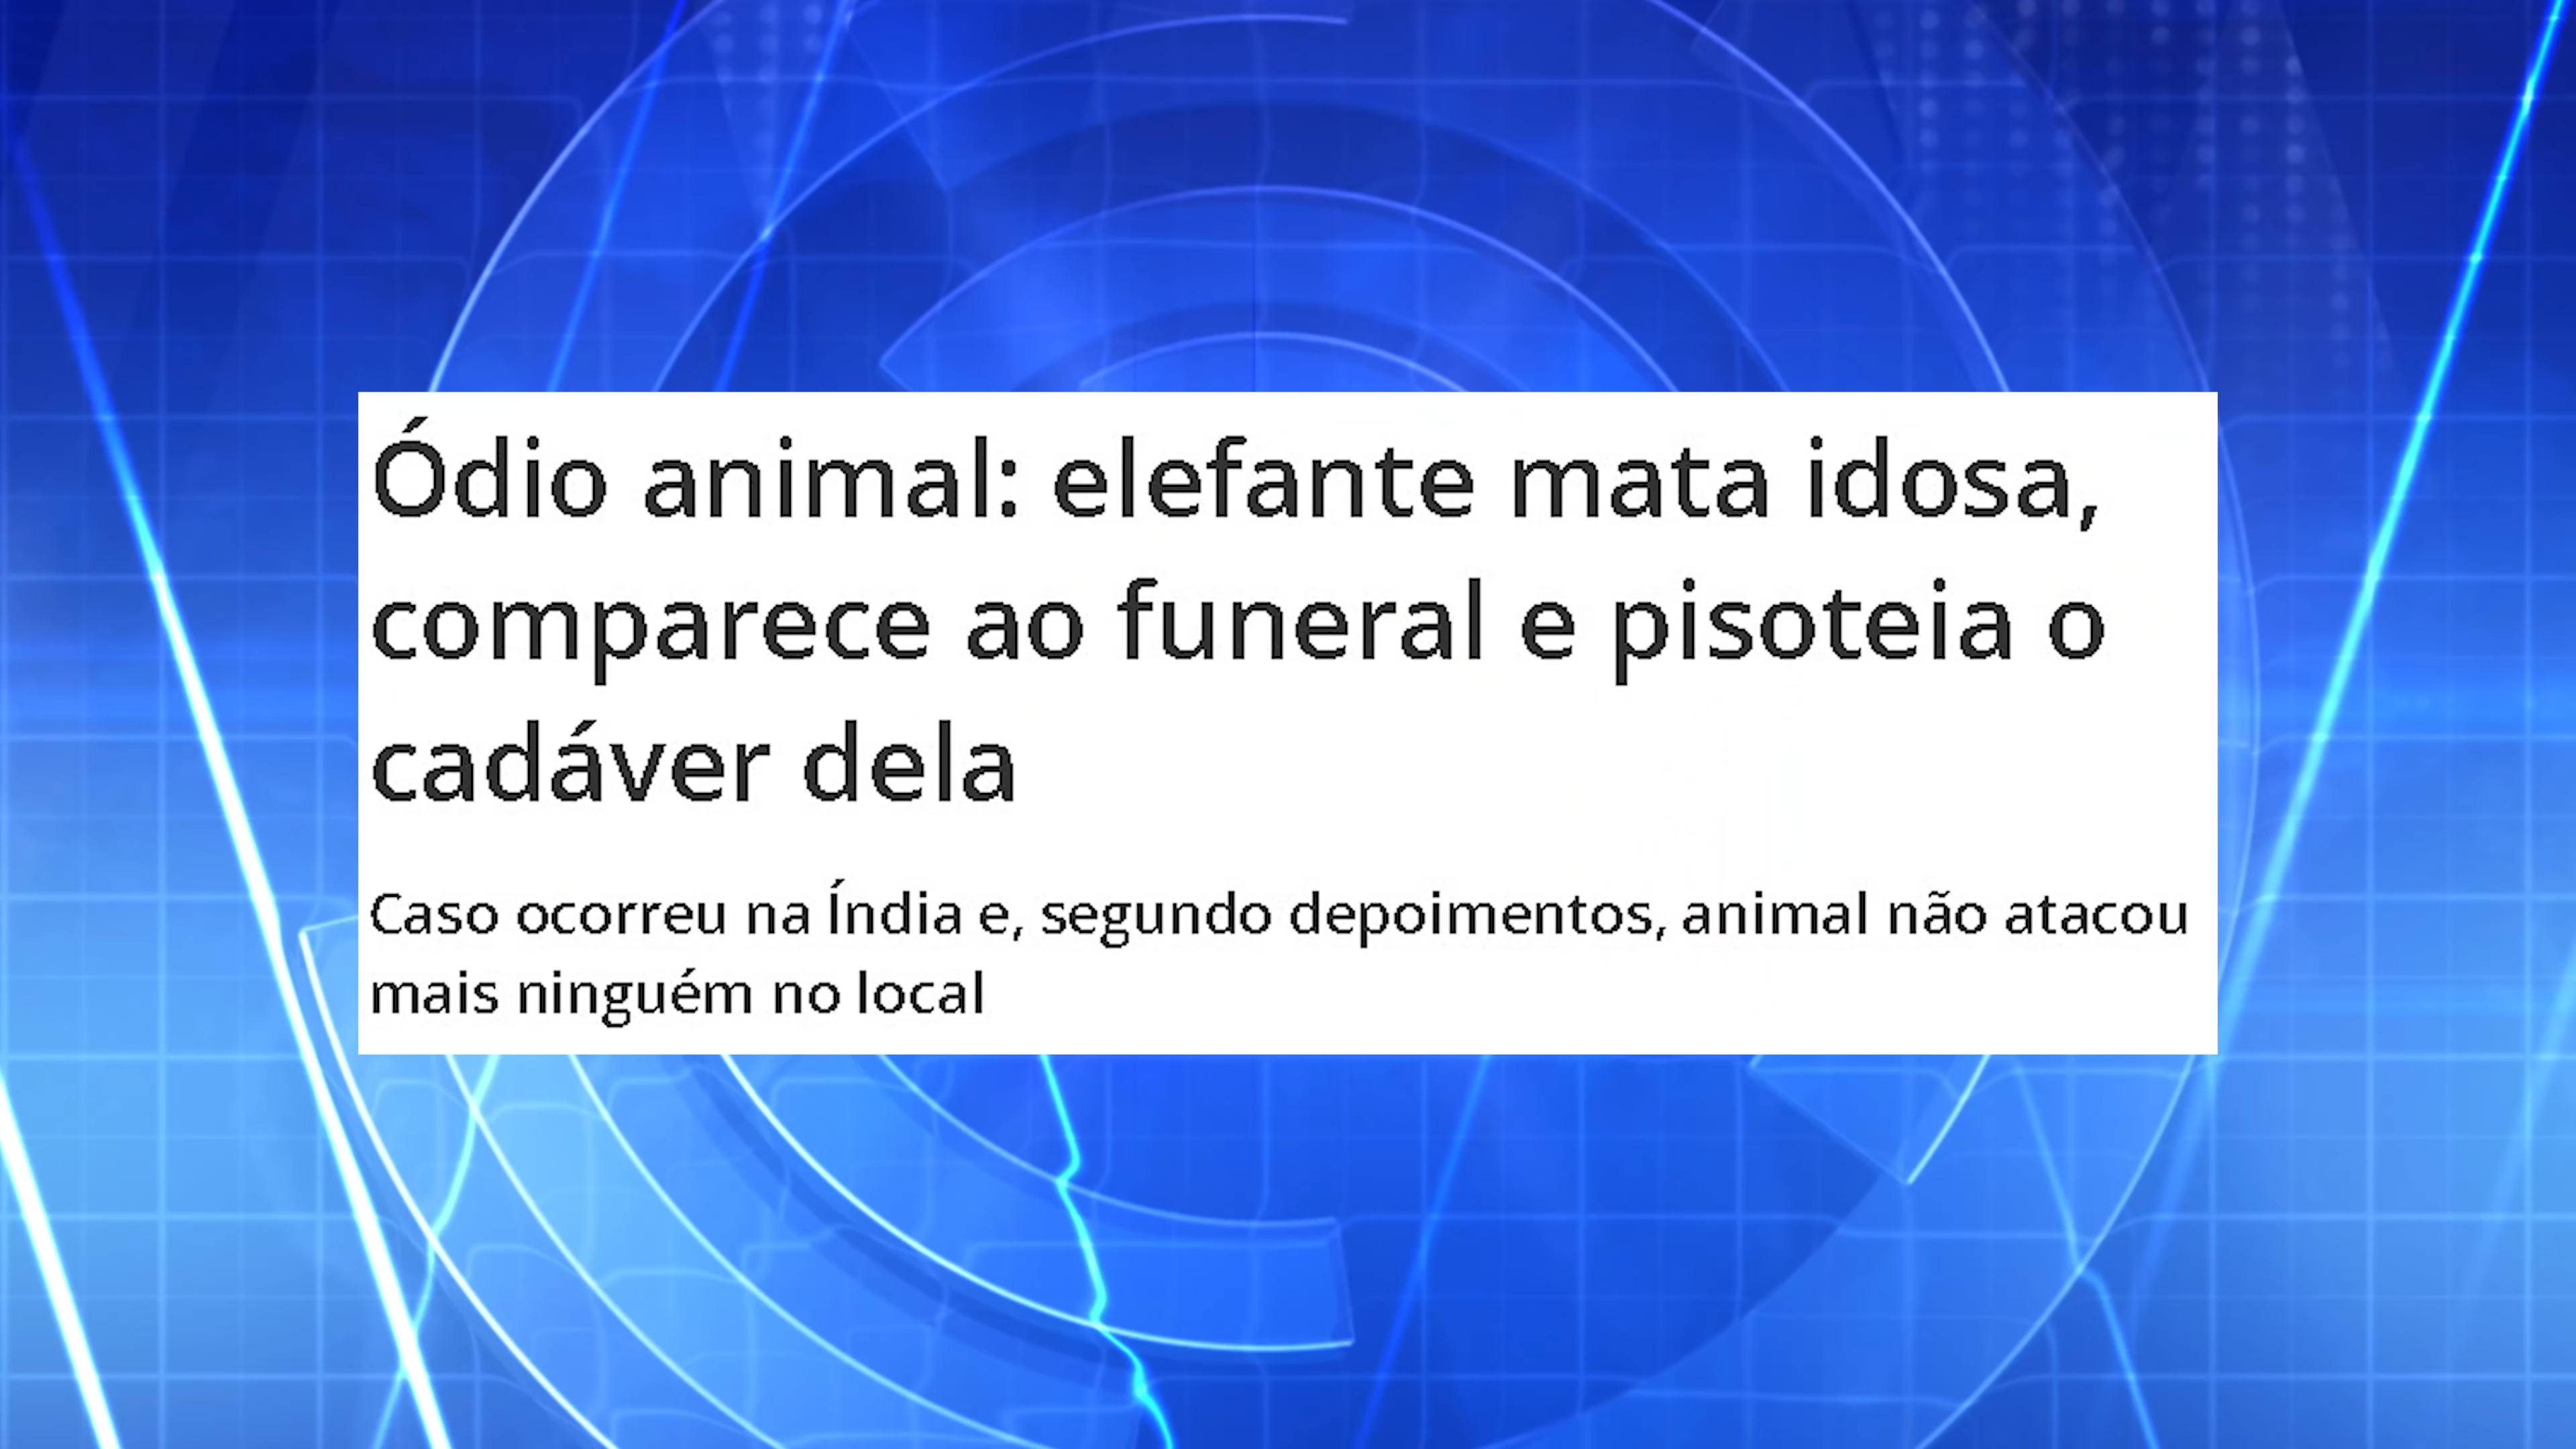 Ódio animal: elefante mata idosa,
comparece ao funeral e pisoteia o
cadáver dela
Caso ocorreu na Índia e, segundo depoimentos, animal não atacou
mais ninguém no local